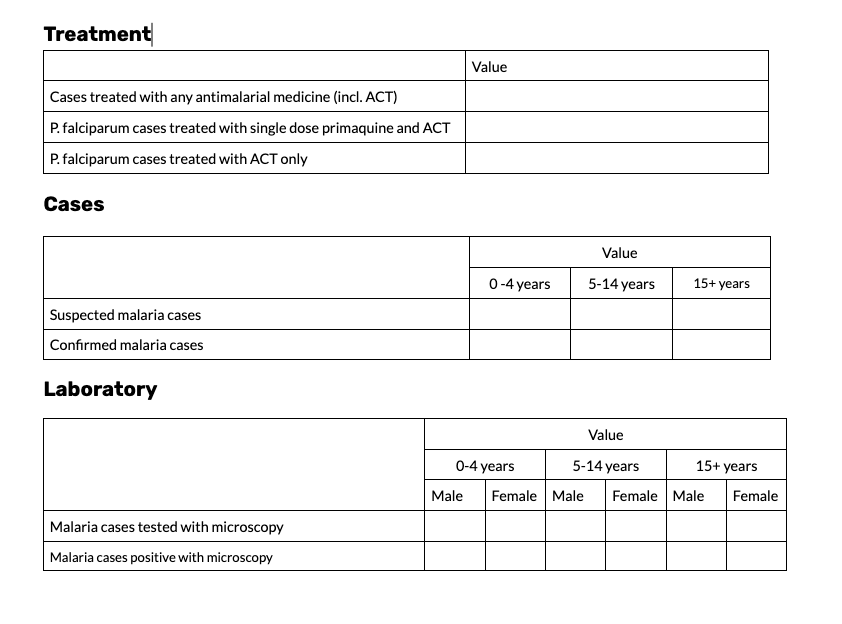 Treatment
Value
Cases treated with any antimalarial medicine (incl. ACT)
P. falciparum cases treated with single dose primaquine and ACT
P. falciparum cases treated with ACT only
Cases
Value
0 -4 years 5-14 years 15+ years
Suspected malaria cases
Confirmed malaria cases
Laboratory
Value
0-4 years 5-14 years 15+ years
Male Female Male Female Male Female
Malaria cases tested with microscopy
Malaria cases positive with microscopy